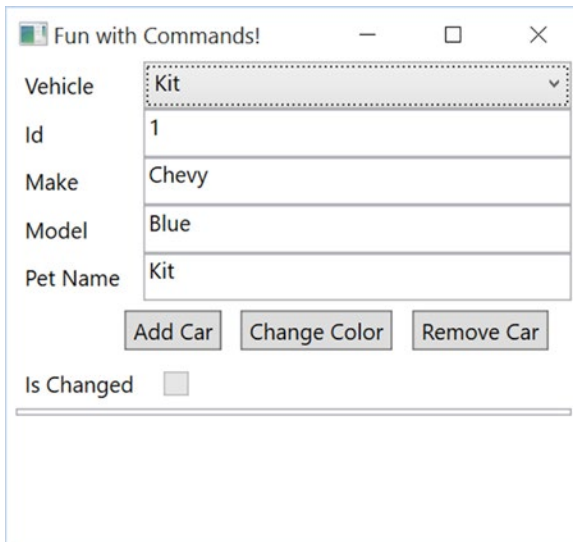 Fun with Commands!
Vehicle Kit
Id 1
Make Chevy
Model Blue
Pet Name Kit
Add Car Change Color Remove Car
Is Changed